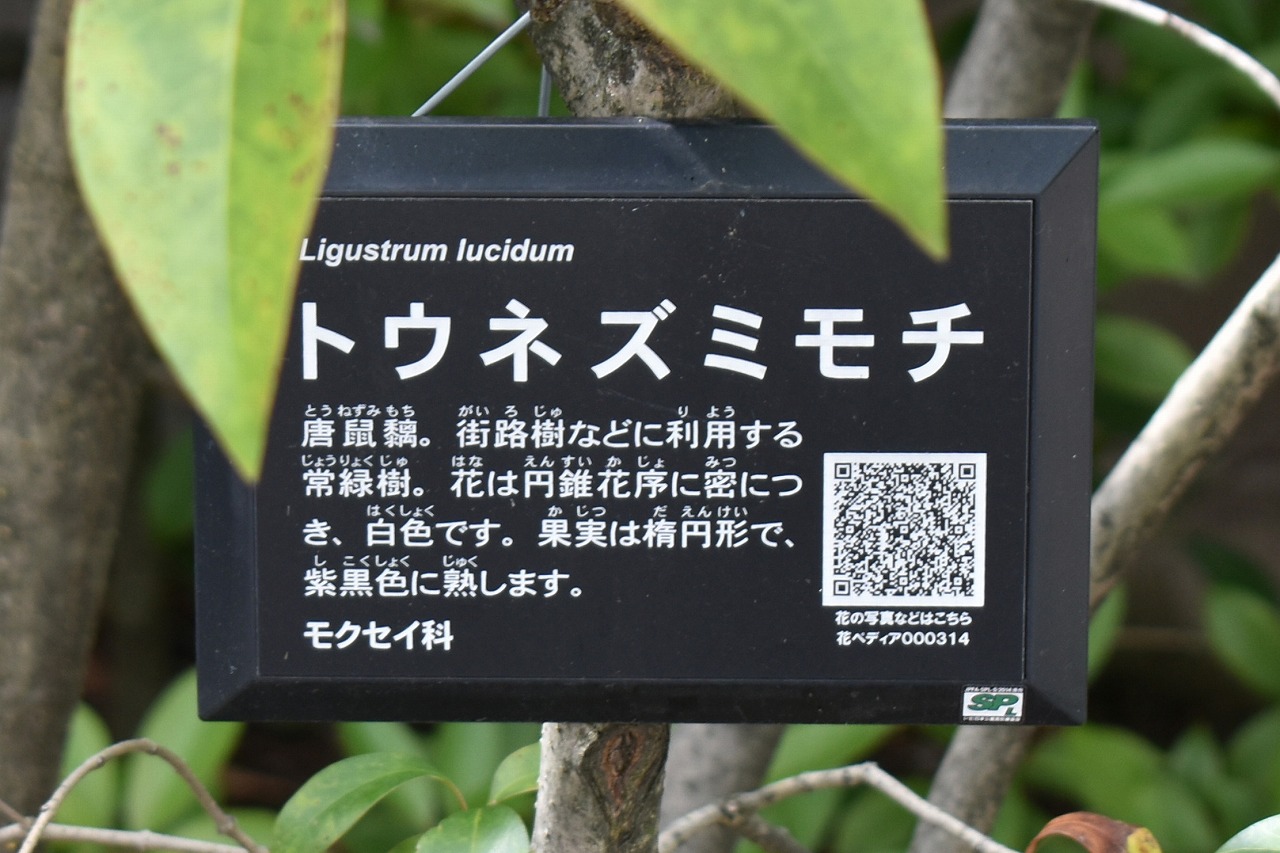 Ligustrum lucidum
トウネズミモチ
とうねずみもち がいろじゅ りよう
唐鼠黐。街路樹などに利用する
じょうりょくじゅ はな えんすいかじょ みつ
常緑樹。花は円錐花序に密につ
はくしょく かじつ だえんけい
き、白色です。果実は楕円形で、
しこくしょく じゅく
紫黒色に熟します。
モクセイ科
花の写真などはこちら
花ペディア000314
SPL